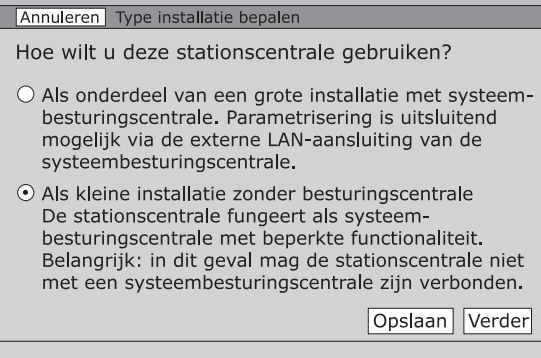 Annuleren Type installatie bepalen
Hoe wilt u deze stationscentrale gebruiken?
Als onderdeel van een grote installatie met systeem-
besturingscentrale. Parametrisering is uitsluitend
mogelijk via de externe LAN-aansluiting van de
systeembesturingscentrale.
Als kleine installatie zonder besturingscentrale
De stationscentrale fungeert als systeem-
besturingscentrale met beperkte functionaliteit.
Belangrijk: in dit geval mag de stationscentrale niet
met een systeembesturingscentrale zijn verbonden.
Opslaan Verder